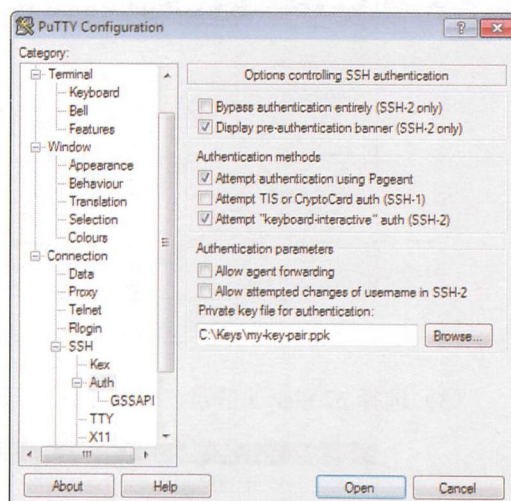 PuTTY Configuration
Category:
Terminal
Keyboard
Bell
Features
Window
Appearance
Behaviour
Translation
Selection
Colours
Connection
Data
Proxy
Telnet
Rlogin
SSH
Kex
Auth
GSSAPI
TTY
X11
Options controlling SSH authentication
Bypass authentication entirely (SSH-2 only)
Display pre-authentication banner (SSH-2 only)
Authentication methods
Attempt authentication using Pageant
Attempt TIS or CryptoCard auth (SSH-1)
Attempt "keyboard-interactive" auth (SSH-2)
Authentication parameters
Allow agent forwarding
Allow attempted changes of username in SSH-2
Private key file for authentication:
C:\Keys\my-key-pair.ppk
Browse...
About
Help
Open
Cancel